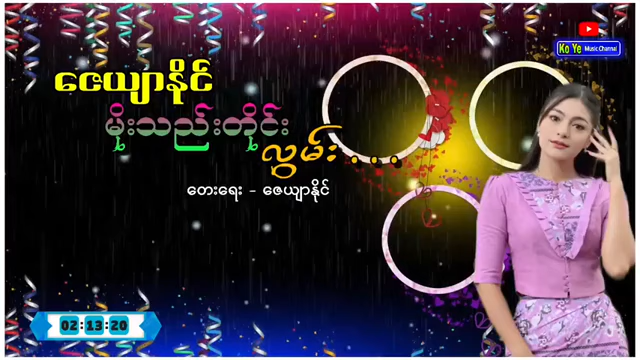 Ko Ye Music Channel
ဇေယျာနိုင်
မိုးသည်းတိုင်း
လွမ်း . . .
တေးရေး - ဇေယျာနိုင်
02:13:20